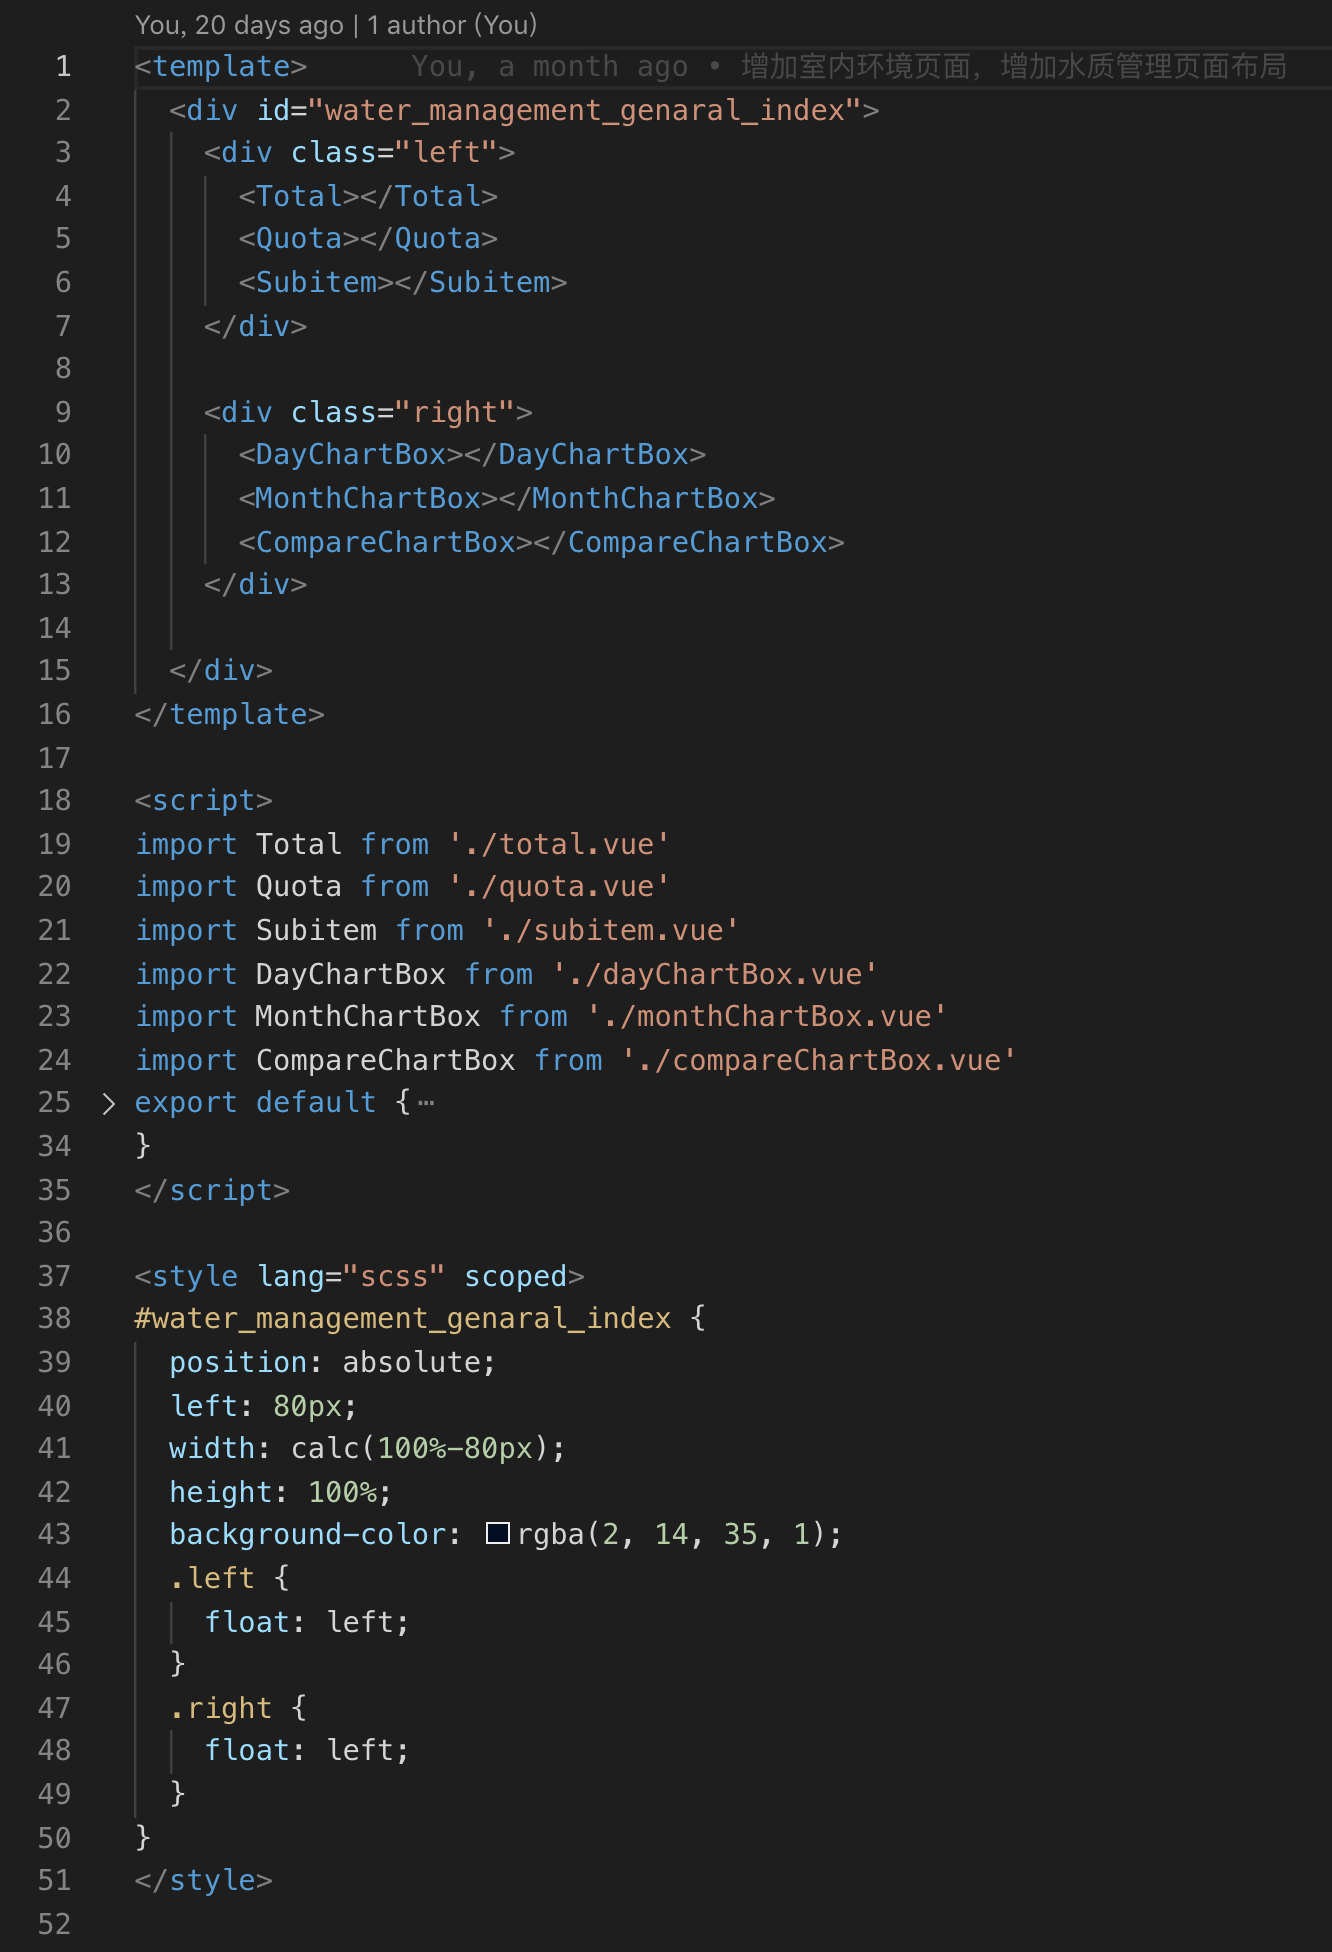 You, 20 days ago | 1 author (You)
1 <template> You, a month ago • 增加室内环境页面，增加水质管理页面布局
2 <div id="water_management_genaral_index">
3 <div class="left">
4 <Total></Total>
5 <Quota></Quota>
6 <Subitem></Subitem>
7 </div>
8
9 <div class="right">
10 <DayChartBox></DayChartBox>
11 <MonthChartBox></MonthChartBox>
12 <CompareChartBox></CompareChartBox>
13 </div>
14
15 </div>
16 </template>
17
18 <script>
19 import Total from './total.vue'
20 import Quota from './quota.vue'
21 import Subitem from './subitem.vue'
22 import DayChartBox from './dayChartBox.vue'
23 import MonthChartBox from './monthChartBox.vue'
24 import CompareChartBox from './compareChartBox.vue'
25 export default {…
34 }
35 </script>
36
37 <style lang="scss" scoped>
38 #water_management_genaral_index {
39 position: absolute;
40 left: 80px;
41 width: calc(100%-80px);
42 height: 100%;
43 background-color: rgba(2, 14, 35, 1);
44 .left {
45 float: left;
46 }
47 .right {
48 float: left;
49 }
50 }
51 </style>
52